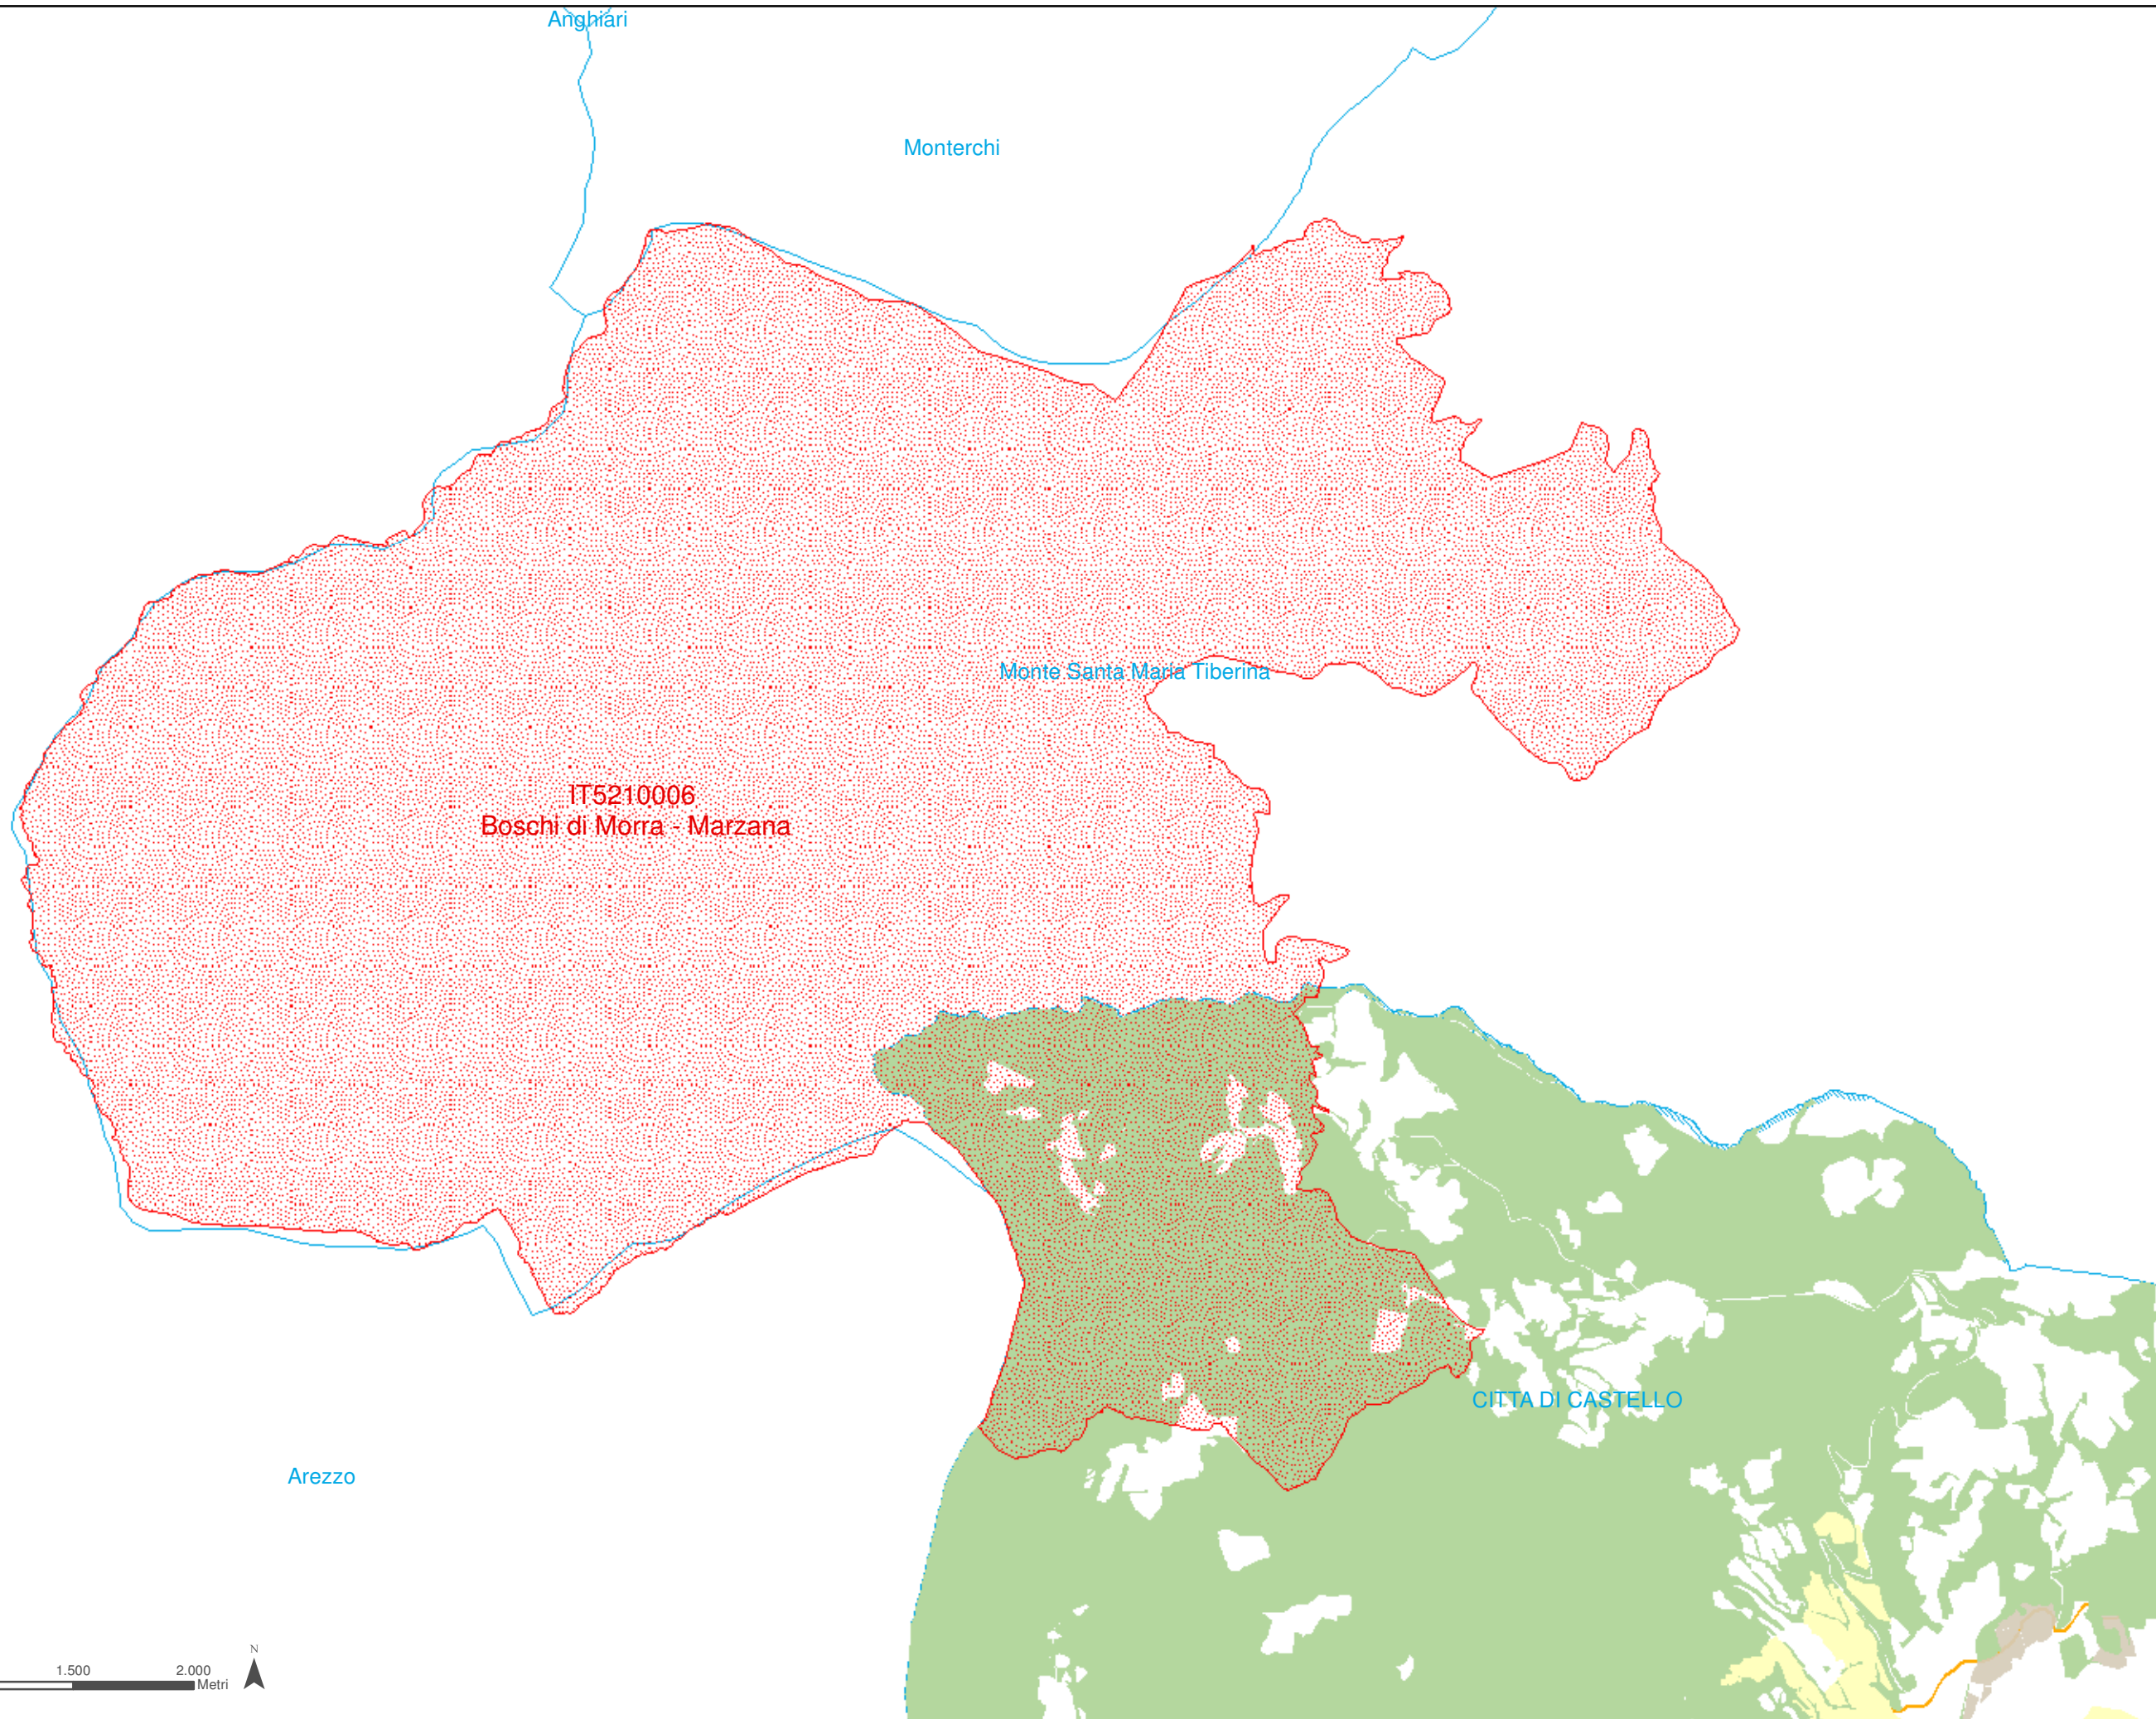 Anghiari
Monterchi
Monte Santa Maria Tiberina
IT5210006
Boschi di Morra - Marzana
CITTA DI CASTELLO
Arezzo
N
1.500 2.000
Metri